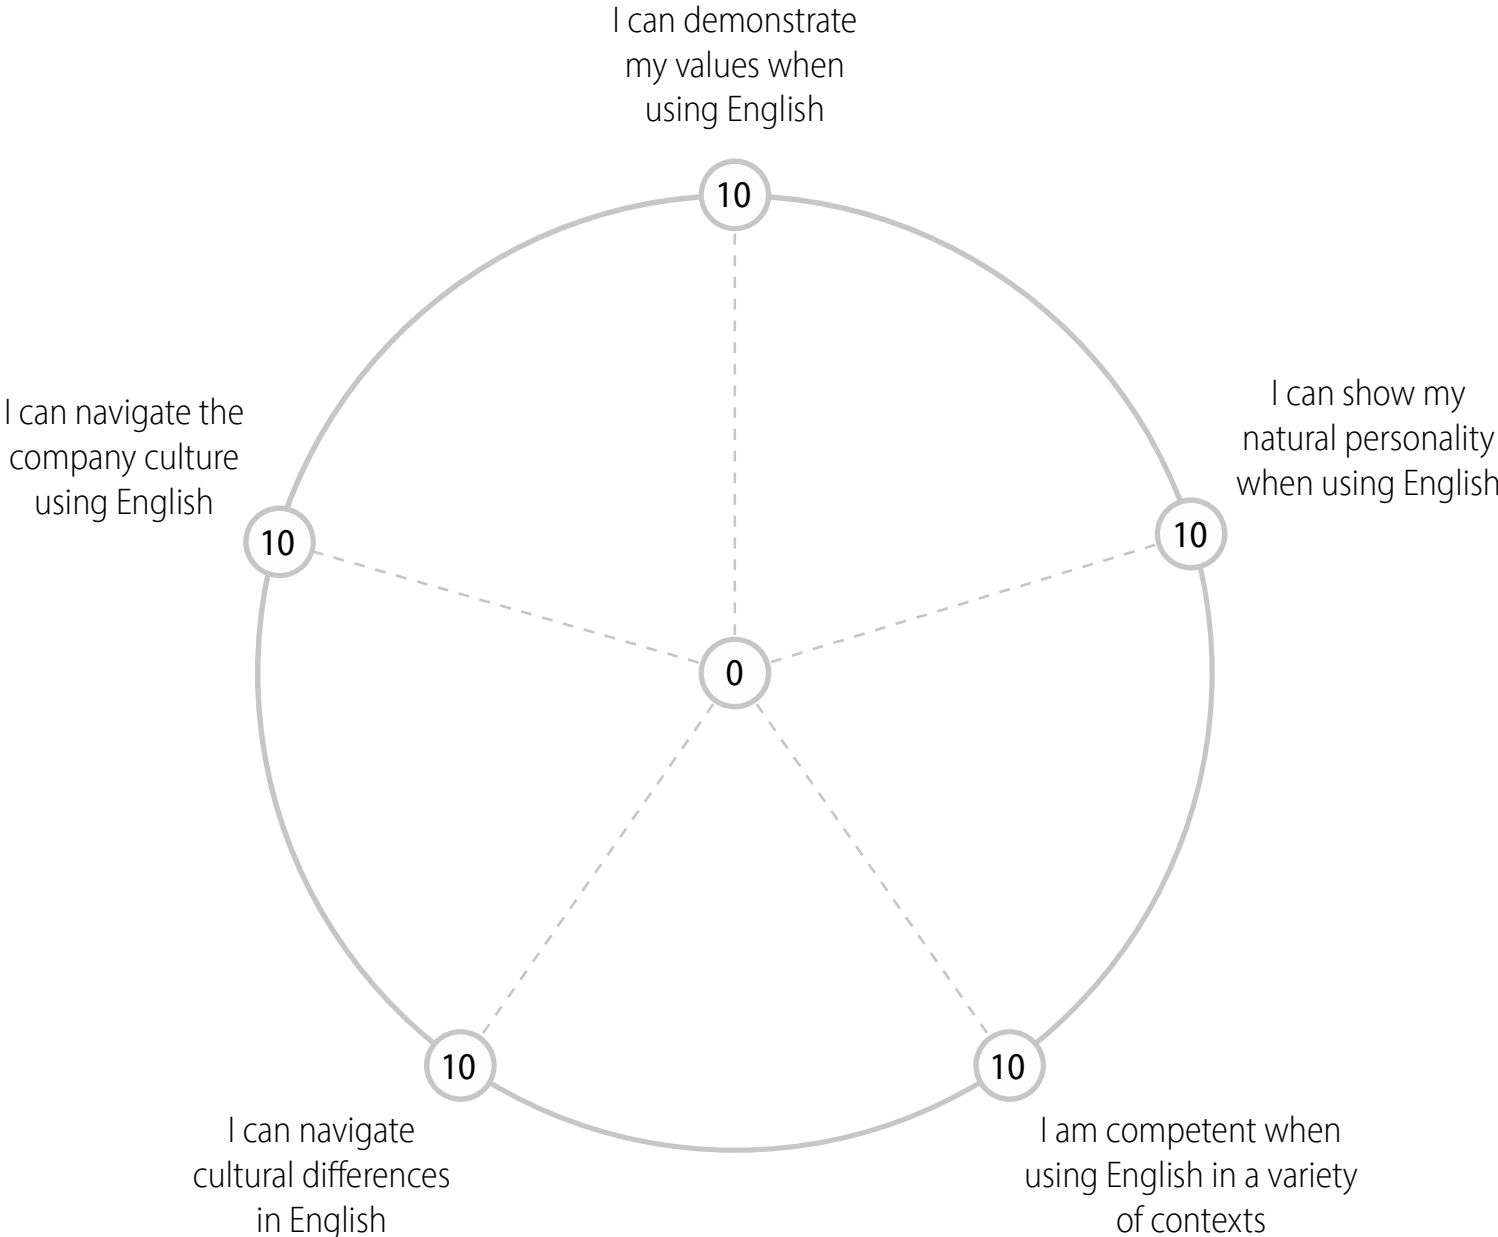 I can demonstrate
my values when
using English
10
I can show my
natural personality
when using English
10
I can navigate the
company culture
using English
10
0
10
I can navigate
cultural differences
in English
10
I am competent when
using English in a variety
of contexts